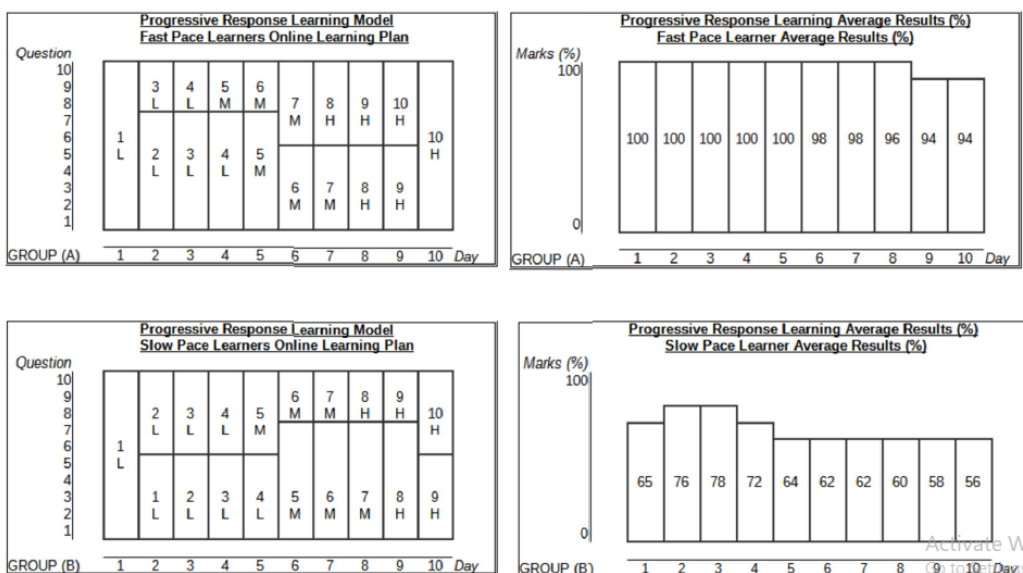 Progressive Response Learning Model
Fast Pace Learners Online Learning Plan
Question
10
9
8
7
6
5
4
3
2
1
3 4 5 6
L L M M
7 8 9 10
M H H H
1 10
L H
2 3 4 5
L L L M
6 7 8 9
M M H H
GROUP (A) 1 2 3 4 5 6 7 8 9 10 Day
Progressive Response Learning Average Results (%)
Fast Pace Learner Average Results (%)
Marks (%)
100
100 100 100 100 100 98 98 96 94 94
0
GROUP (A) 1 2 3 4 5 6 7 8 9 10 Day
Progressive Response Learning Model
Slow Pace Learners Online Learning Plan
Question
10
9
8
7
6
5
4
3
2
1
6 7 8 9
M M H H
2 3 4 5 10
L L L M H
1
L
1 2 3 4 5 6 7 8 9
L L L L M M M H H
GROUP (B) 1 2 3 4 5 6 7 8 9 10 Day
Progressive Response Learning Average Results (%)
Slow Pace Learner Average Results (%)
Marks (%)
100
65 76 78 72 64 62 62 60 58 56
0
Activate W
GROUP (B) 1 2 3 4 5 6 7 8 9 10 Day
Go to